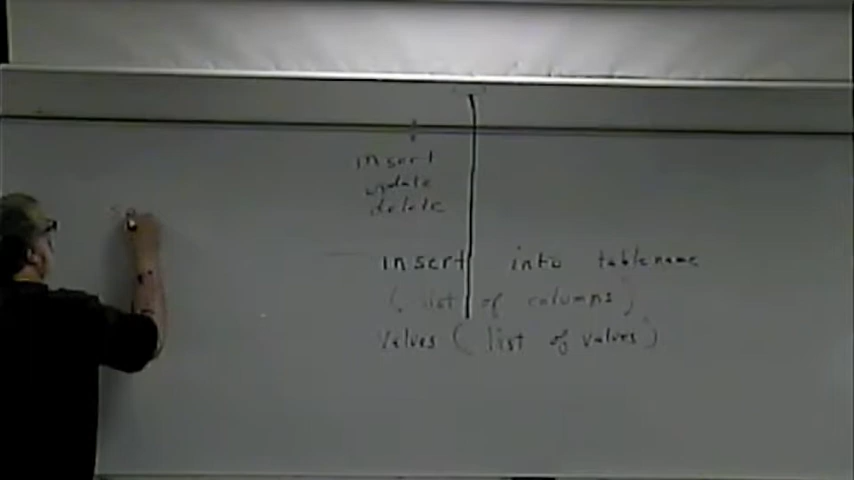 insert
update
delete
insert into tablename
( list of columns )
Values ( list of values )